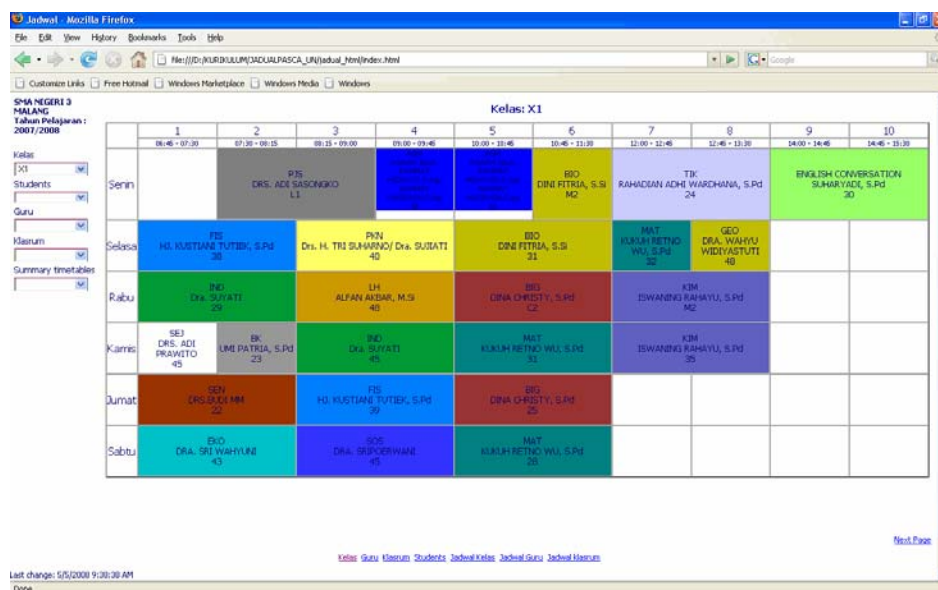 Jadwal - Mozilla Firefox
File Edit View History Bookmarks Tools Help
file:///D:/KURIKULUM/JADUALPASCA_UN/jadual_html/index.html
Google
Customize Links Free Hotmail Windows Marketplace Windows Media Windows
SMA NEGERI 3
MALANG
Tahun Pelajaran :
2007/2008
Kelas
X1
Students
Guru
Klasrum
Summary timetables
Kelas: X1
1 2 3 4 5 6 7 8 9 10
06:45 - 07:30 07:30 - 08:15 08:15 - 09:00 09:00 - 09:45 10:00 - 10:45 10:45 - 11:30 12:00 - 12:45 12:45 - 13:30 14:00 - 14:45 14:45 - 15:30
Senin
PJS
DRS. ADI SASONGKO
L1
BIO
DINI FITRIA, S.Si
M2
TIK
RAHADIAN ADHI WARDHANA, S.Pd
24
ENGLISH CONVERSATION
SUHARYADI, S.Pd
30
Selasa
FIS
HJ. KUSTIANI TUTIEK, S.Pd
38
PKN
Drs. H. TRI SUHARNO/ Dra. SUJIATI
40
BIO
DINI FITRIA, S.Si
31
MAT
KUKUH RETNO
WU, S.Pd
32
GEO
DRA. WAHYU
WIDIYASTUTI
48
Rabu
IND
Dra. SUYATI
29
LH
ALFAN AKBAR, M.Si
48
BIG
DINA CHRISTY, S.Pd
C2
KIM
ISWANING RAHAYU, S.Pd
M2
Kamis
SEJ
DRS. ADI
PRAWITO
45
BK
UMI PATRIA, S.Pd
23
IND
Dra. SUYATI
45
MAT
KUKUH RETNO WU, S.Pd
31
KIM
ISWANING RAHAYU, S.Pd
35
Jumat
SEN
DRS.BUDI MM
22
FIS
HJ. KUSTIANI TUTIEK, S.Pd
39
BIG
DINA CHRISTY, S.Pd
25
Sabtu
EKO
DRA. SRI WAHYUNI
43
SOS
DRA. SRIPOERWANI
45
MAT
KUKUH RETNO WU, S.Pd
28
Next Page
Kelas Guru Klasrum Students Jadwal Kelas Jadwal Guru Jadwal klasrum
Last change: 5/5/2008 9:38:38 AM
Done